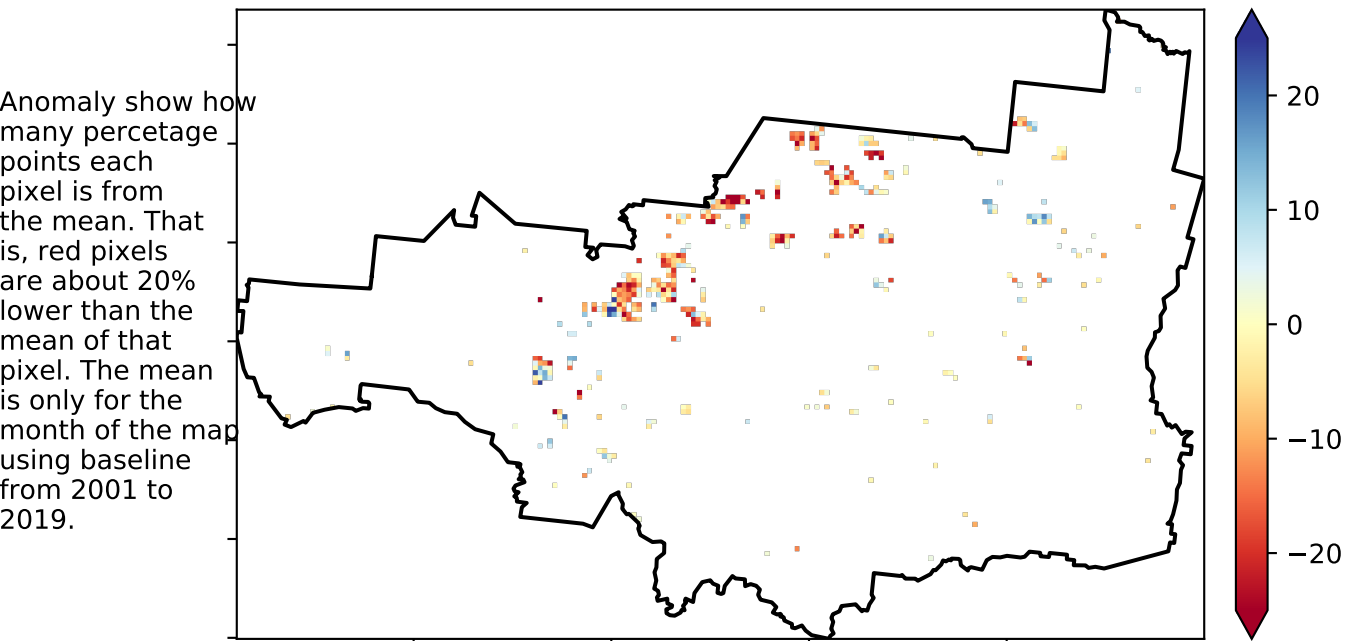 Anomaly show how
many percetage
points each
pixel is from
the mean. That
is, red pixels
are about 20%
lower than the
mean of that
pixel. The mean
is only for the
month of the map
using baseline
from 2001 to
2019.
20
10
0
−10
−20